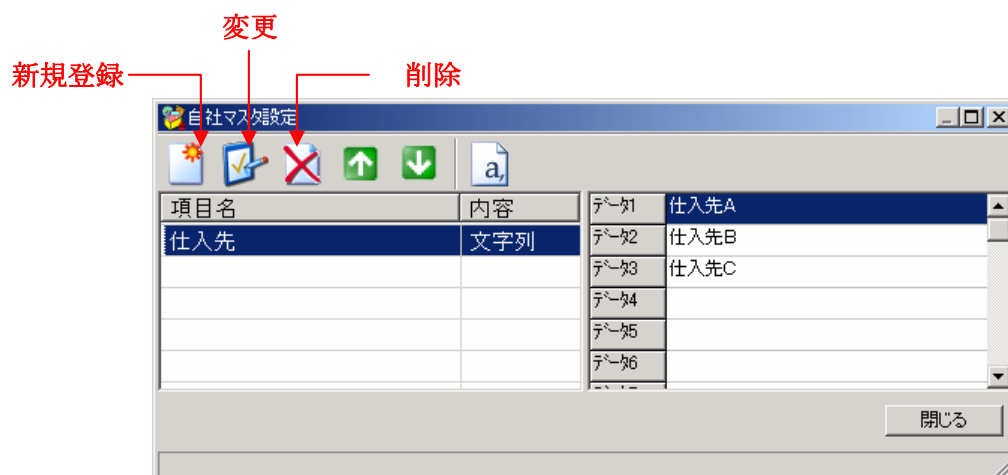 変更
新規登録 削除
自社マスタ設定
a,
項目名 内容
仕入先 文字列
ﾃﾞｰﾀ1 仕入先A
ﾃﾞｰﾀ2 仕入先B
ﾃﾞｰﾀ3 仕入先C
ﾃﾞｰﾀ4
ﾃﾞｰﾀ5
ﾃﾞｰﾀ6
閉じる